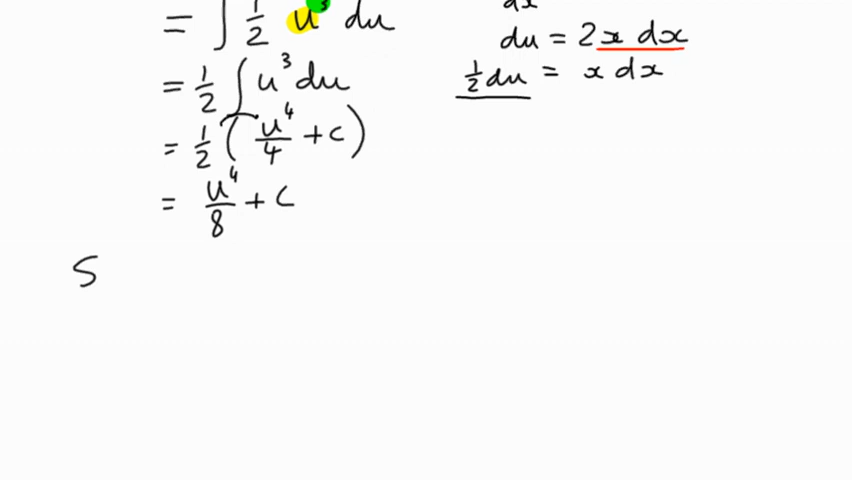 = ∫ 1/2 u³ du
dx
du = 2x dx
= 1/2 ∫ u³ du
1/2 du = x dx
= 1/2 ( u⁴/4 + c )
= u⁴/8 + c
S